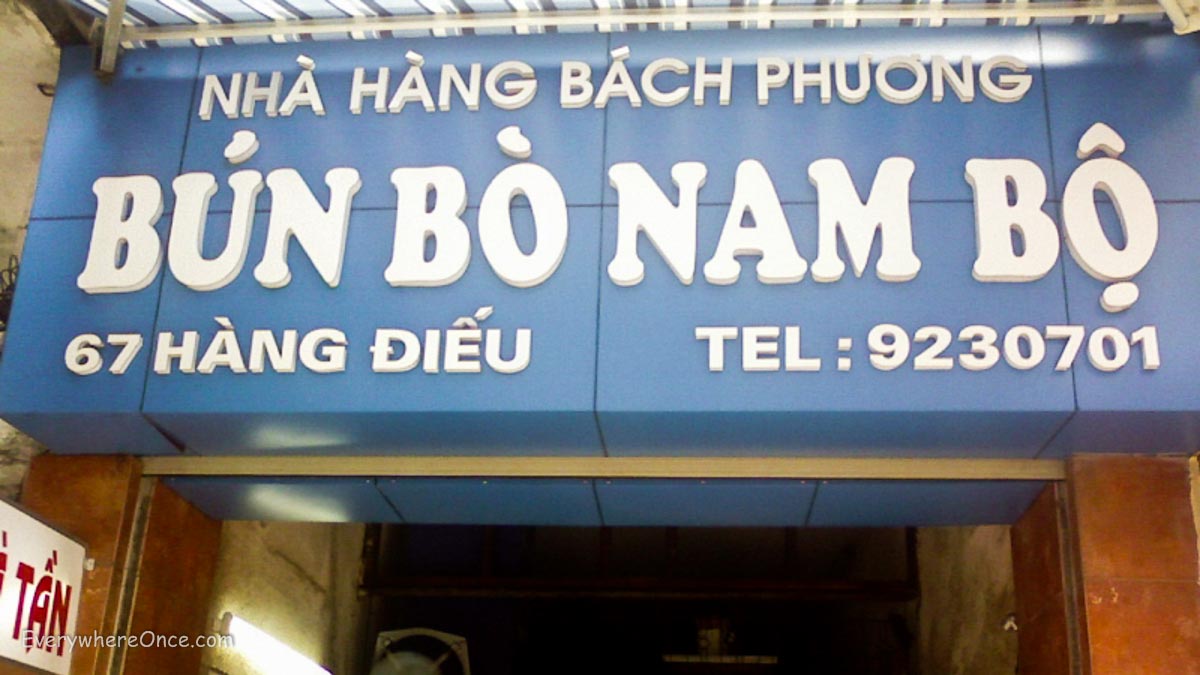 NHÀ HÀNG BÁCH PHƯƠNG
BÚN BÒ NAM BỘ
67 HÀNG ĐIẾU
TEL : 9230701
TẦN
EverywhereOnce.com